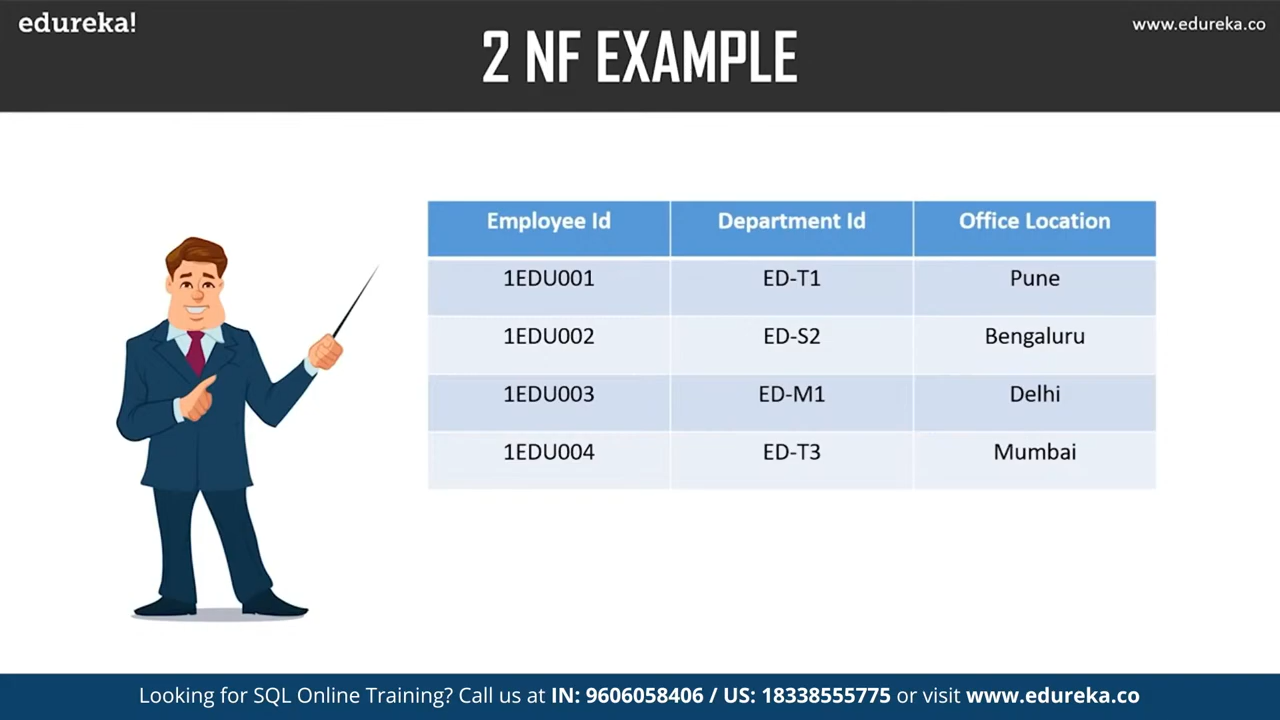 edureka!
www.edureka.co
2 NF EXAMPLE
Employee Id Department Id Office Location
1EDU001 ED-T1 Pune
1EDU002 ED-S2 Bengaluru
1EDU003 ED-M1 Delhi
1EDU004 ED-T3 Mumbai
Looking for SQL Online Training? Call us at IN: 9606058406 / US: 18338555775 or visit www.edureka.co